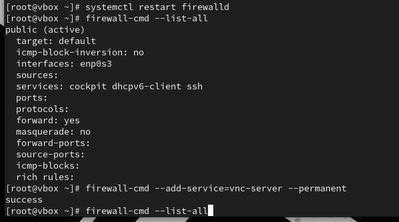 [root@vbox ~]# systemctl restart firewalld
[root@vbox ~]# firewall-cmd --list-all
public (active)
  target: default
  icmp-block-inversion: no
  interfaces: enp0s3
  sources:
  services: cockpit dhcpv6-client ssh
  ports:
  protocols:
  forward: yes
  masquerade: no
  forward-ports:
  source-ports:
  icmp-blocks:
  rich rules:
[root@vbox ~]# firewall-cmd --add-service=vnc-server --permanent
success
[root@vbox ~]# firewall-cmd --list-all